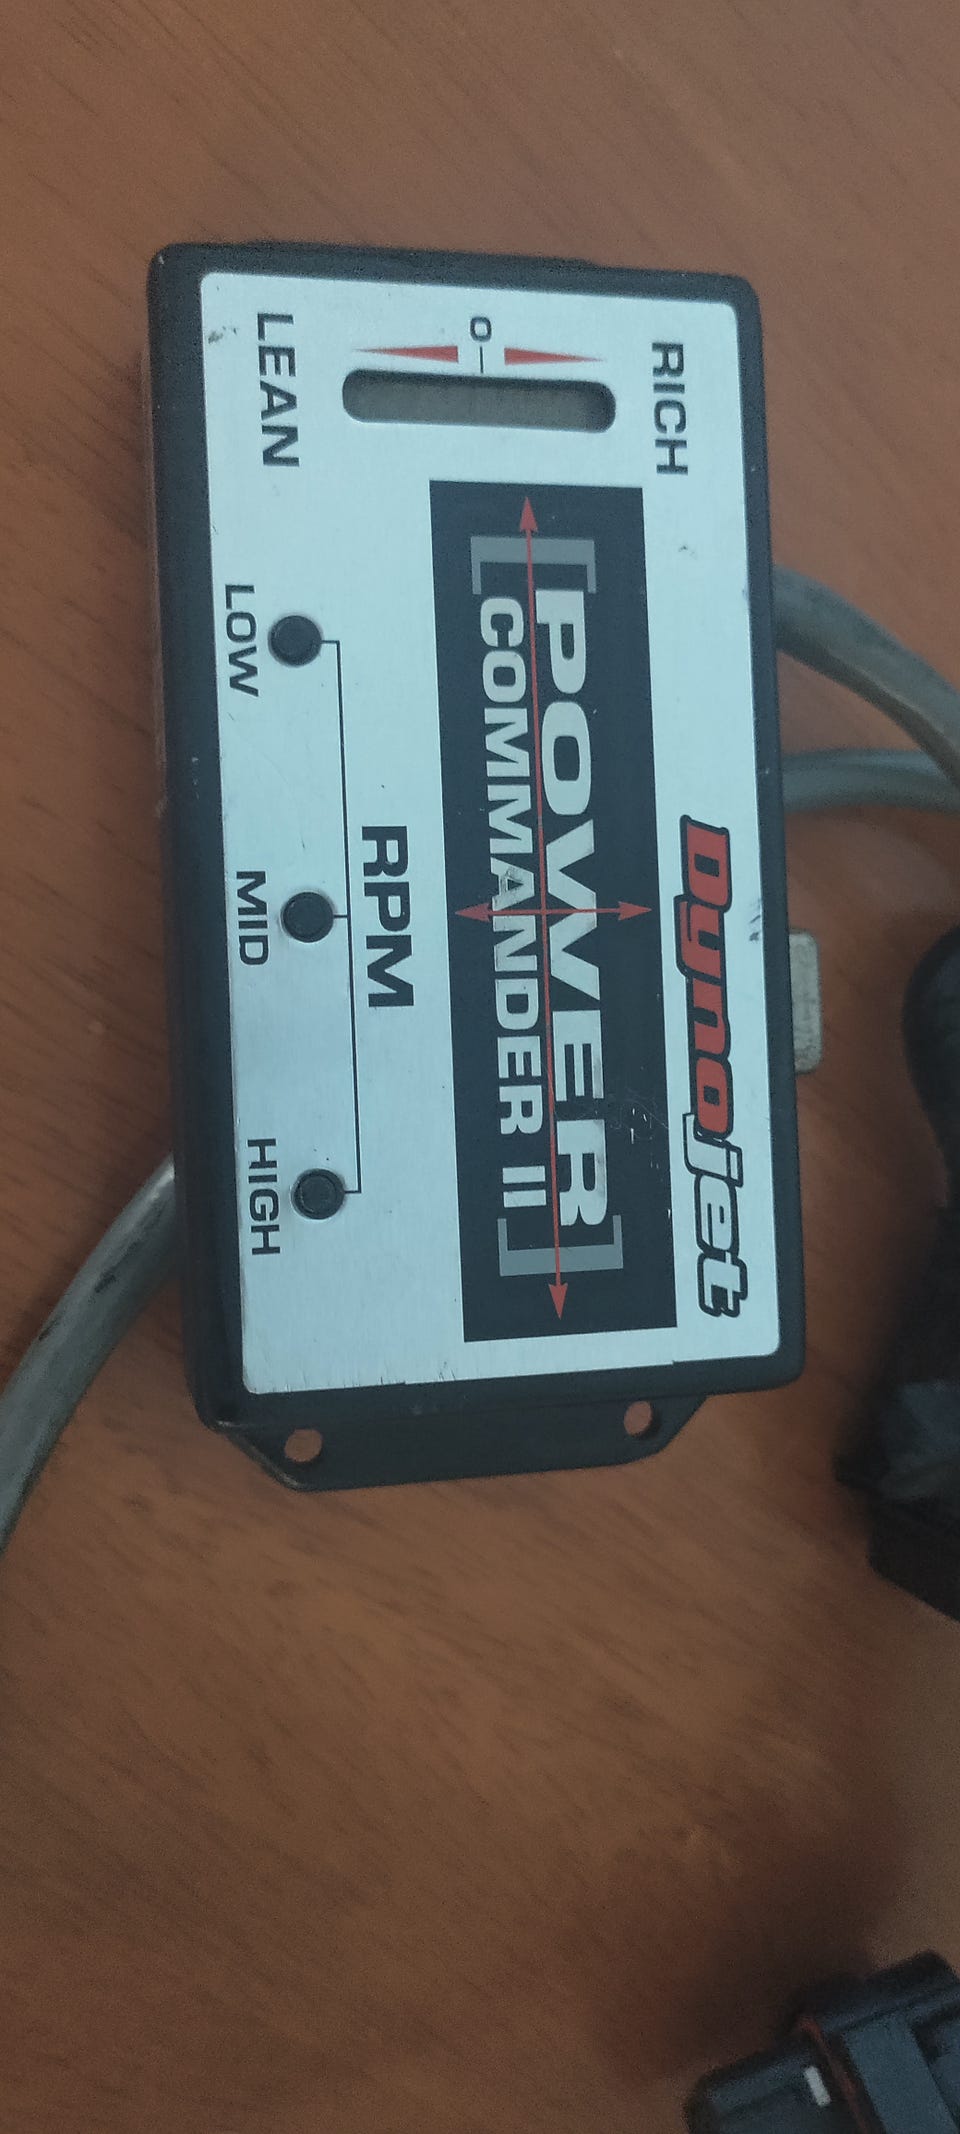 Dynojet
RICH
0
LEAN
[POWER
COMMANDER II]
RPM
LOW MID HIGH